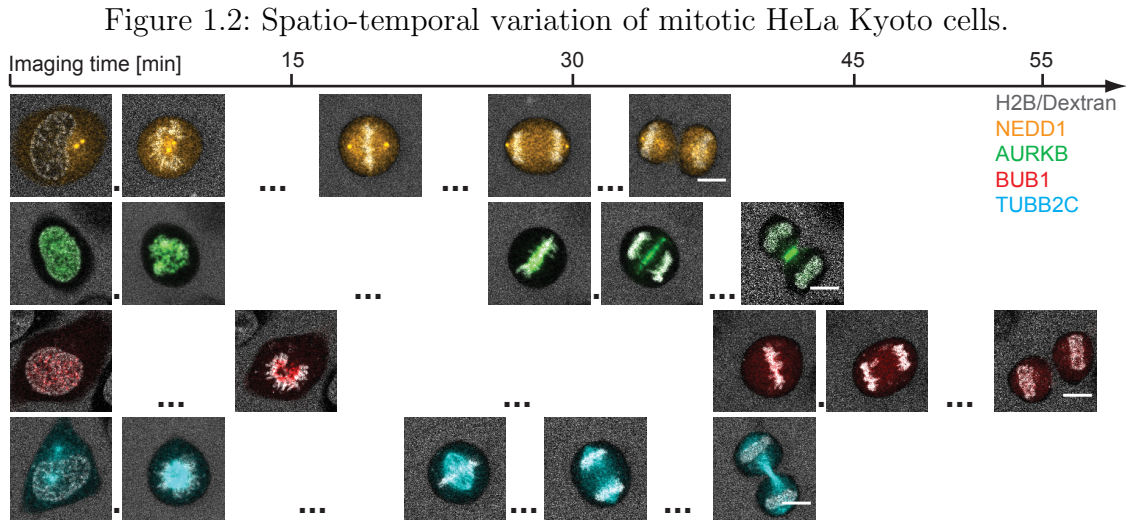 Figure 1.2: Spatio-temporal variation of mitotic HeLa Kyoto cells.
Imaging time [min] 15 30 45 55
H2B/Dextran
NEDD1
AURKB
BUB1
TUBB2C
. ... ... ...
. ... . ...
... ... . ...
. ... ... ...